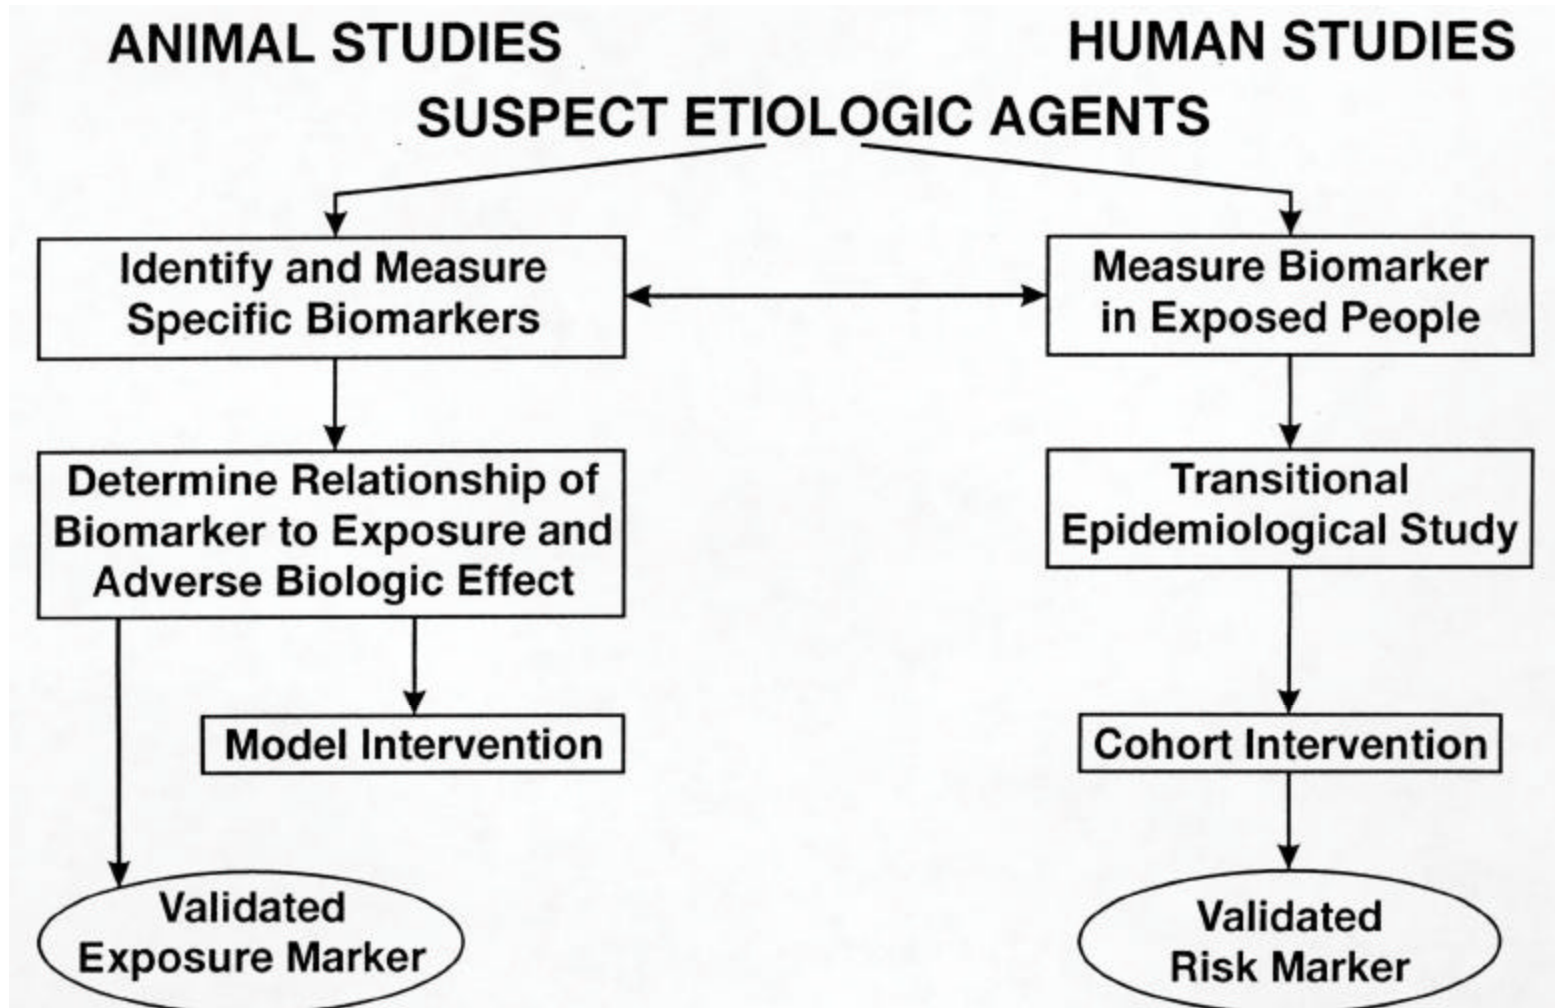 ANIMAL STUDIES
HUMAN STUDIES
SUSPECT ETIOLOGIC AGENTS
Identify and Measure
Specific Biomarkers
Measure Biomarker
in Exposed People
Determine Relationship of
Biomarker to Exposure and
Adverse Biologic Effect
Transitional
Epidemiological Study
Model Intervention
Cohort Intervention
Validated
Exposure Marker
Validated
Risk Marker